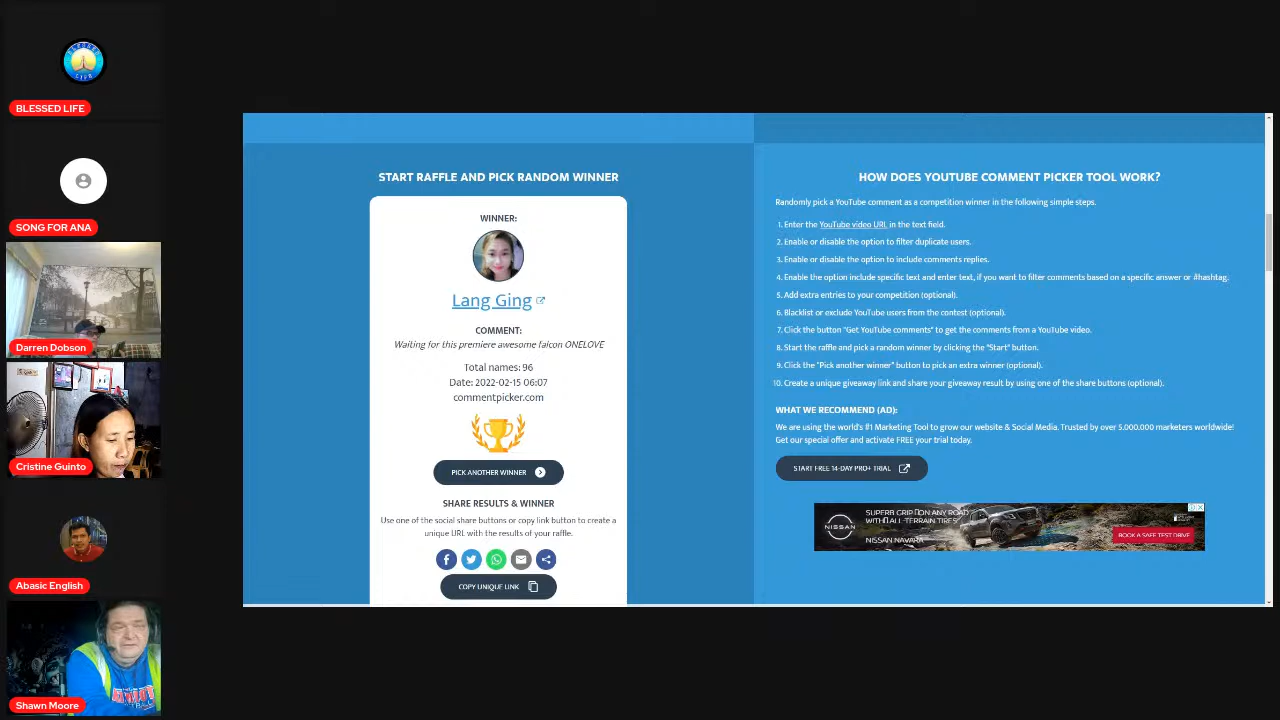 BLESSED LIFE
SONG FOR ANA
Darren Dobson
Cristine Guinto
Abasic English
Shawn Moore
START RAFFLE AND PICK RANDOM WINNER
WINNER:
Lang Ging
COMMENT:
Waiting for this premiere awesome falcon ONELOVE
Total names: 96
Date: 2022-02-15 06:07
commentpicker.com
PICK ANOTHER WINNER
SHARE RESULTS & WINNER
Use one of the social share buttons or copy link button to create a
unique URL with the results of your raffle.
COPY UNIQUE LINK
HOW DOES YOUTUBE COMMENT PICKER TOOL WORK?
Randomly pick a YouTube comment as a competition winner in the following simple steps.
1. Enter the YouTube video URL in the text field.
2. Enable or disable the option to filter duplicate users.
3. Enable or disable the option to include comments replies.
4. Enable the option include specific text and enter text, if you want to filter comments based on a specific answer or #hashtag.
5. Add extra entries to your competition (optional).
6. Blacklist or exclude YouTube users from the contest (optional).
7. Click the button "Get YouTube comments" to get the comments from a YouTube video.
8. Start the raffle and pick a random winner by clicking the "Start" button.
9. Click the "Pick another winner" button to pick an extra winner (optional).
10. Create a unique giveaway link and share your giveaway result by using one of the share buttons (optional).
WHAT WE RECOMMEND (AD):
We are using the world's #1 Marketing Tool to grow our website & Social Media. Trusted by over 5.000.000 marketers worldwide!
Get our special offer and activate FREE your trial today.
START FREE 14-DAY PRO+ TRIAL
NISSAN
SUPERB GRIP ON ANY ROAD
WITH ALL-TERRAIN TIRES
NISSAN NAVARA
BOOK A SAFE TEST DRIVE